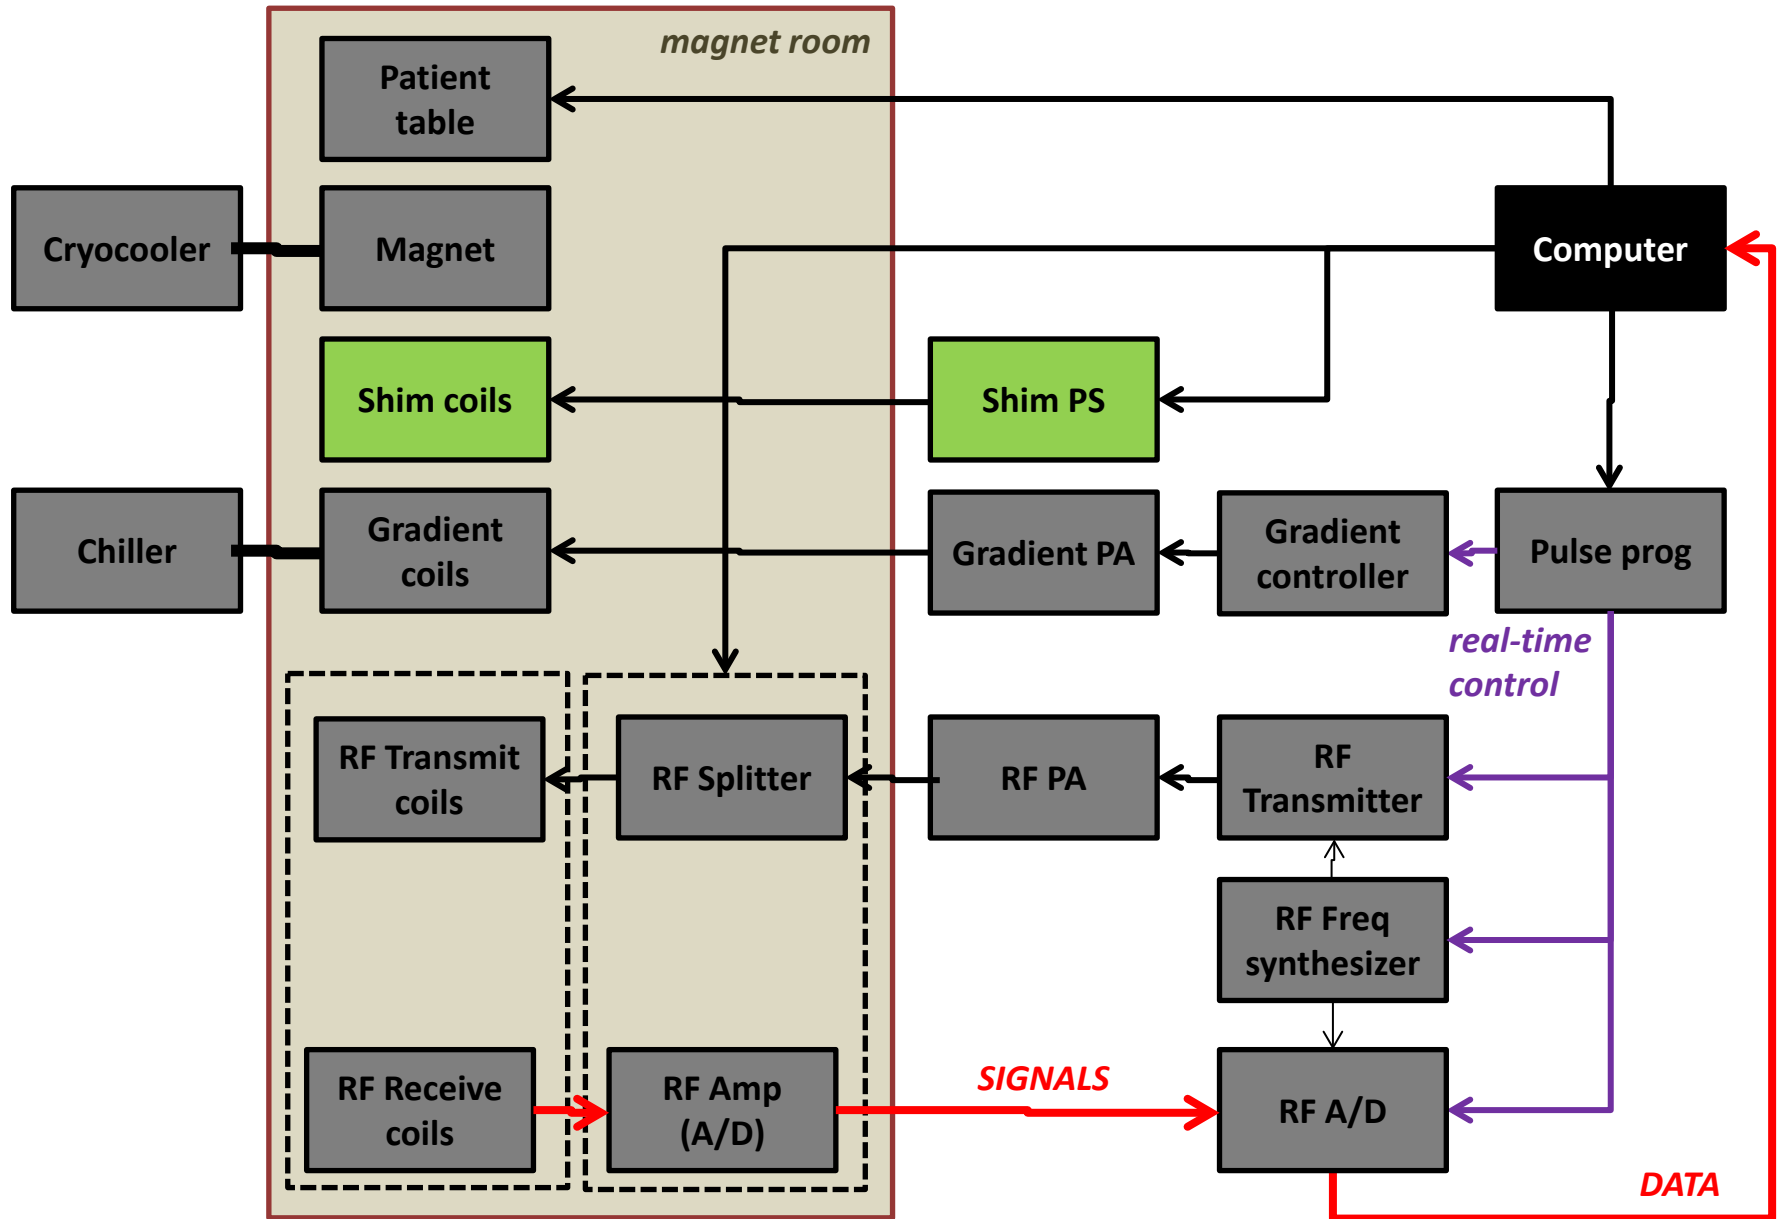 magnet room
Patient
table
Cryocooler
Magnet
Computer
Shim coils
Shim PS
Chiller
Gradient
coils
Gradient PA
Gradient
controller
Pulse prog
real-time
control
RF Transmit
coils
RF Splitter
RF PA
RF
Transmitter
RF Freq
synthesizer
RF Receive
coils
RF Amp
(A/D)
SIGNALS
RF A/D
DATA